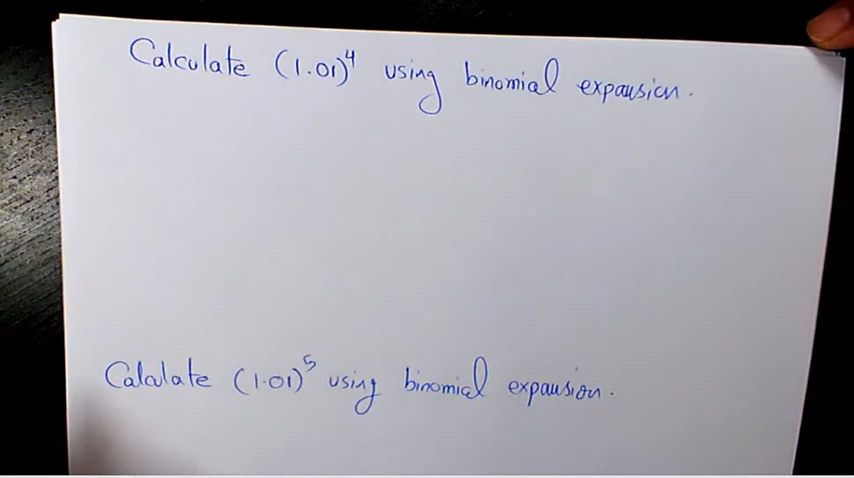 Calculate (1.01)⁴ using binomial expansion.
Calculate (1.01)⁵ using binomial expansion.